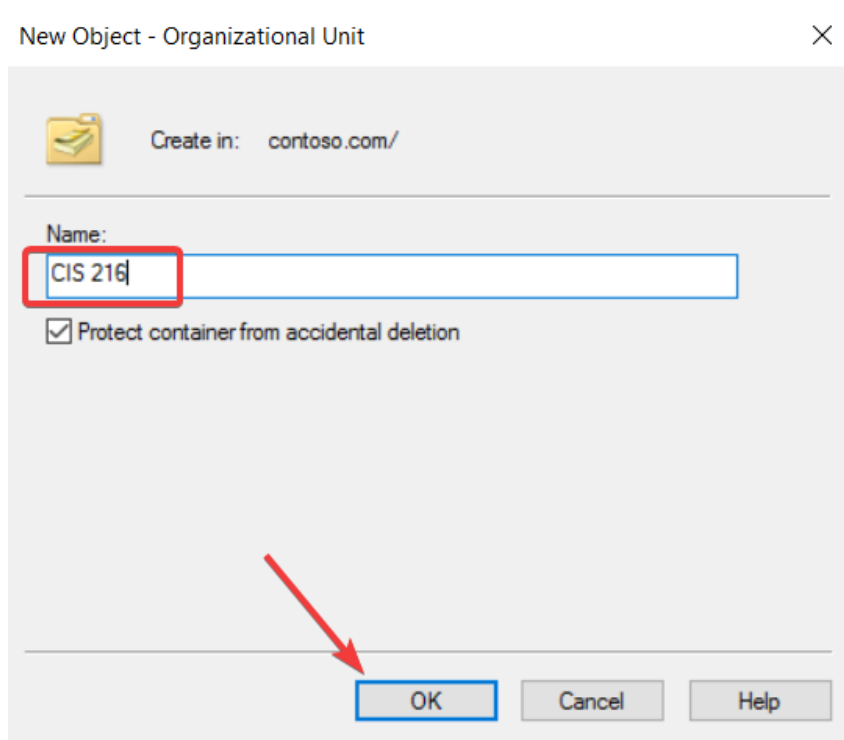 New Object - Organizational Unit
Create in: contoso.com/
Name:
CIS 216
Protect container from accidental deletion
OK Cancel Help